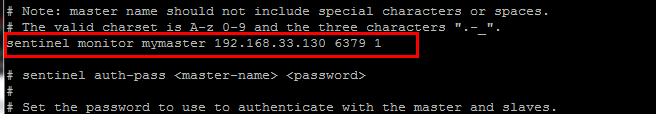 # Note: master name should not include special characters or spaces.
# The valid charset is A-z 0-9 and the three characters ".-_".
sentinel monitor mymaster 192.168.33.130 6379 1
# sentinel auth-pass <master-name> <password>
#
# Set the password to use to authenticate with the master and slaves.